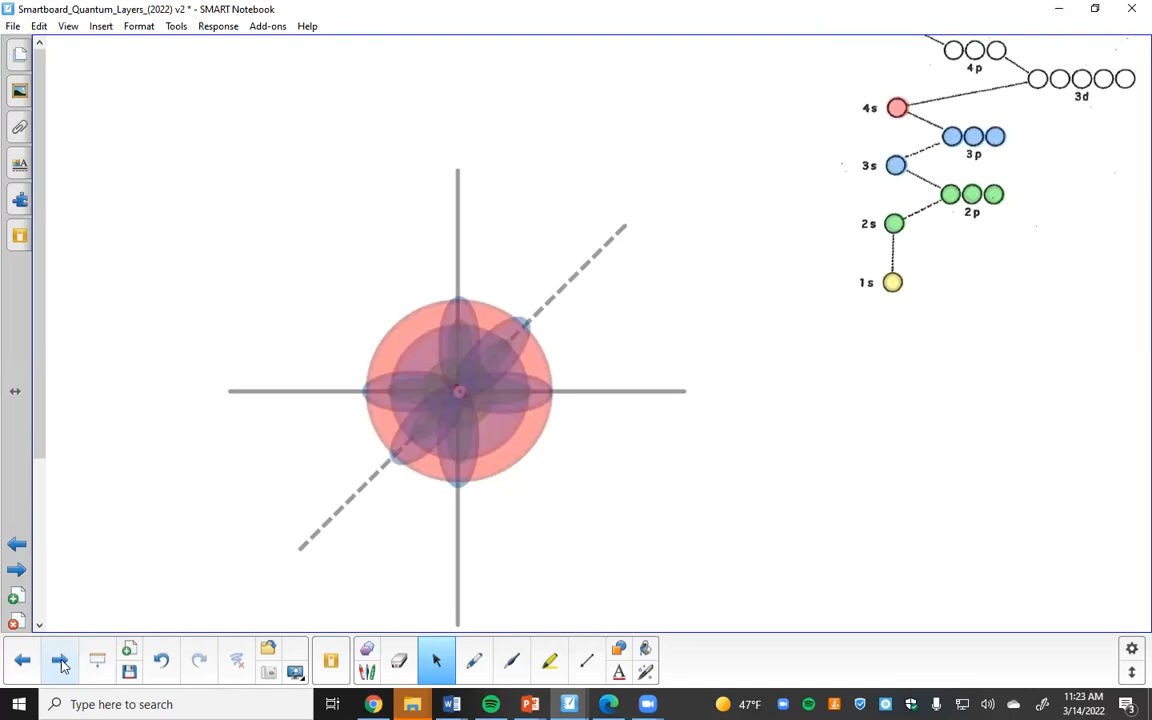 Smartboard_Quantum_Layers_(2022) v2 * - SMART Notebook
File Edit View Insert Format Tools Response Add-ons Help
4p
3d
4s
3p
3s
2p
2s
1s
Type here to search
47°F
11:23 AM
3/14/2022
3